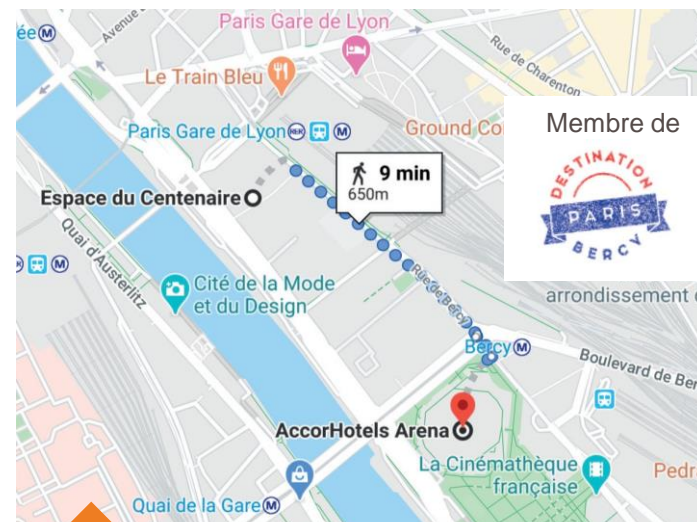 Paris Gare de Lyon
ée M
Avenue
Rue de Charenton
Le Train Bleu
Paris Gare de Lyon RER M
Ground Co
Membre de
DESTINATION
PARIS
BERCY
9 min
650m
Espace du Centenaire
Quai d'Austerlitz
M
Cité de la Mode
et du Design
Rue de Bercy
arrondissement
Bercy M
Boulevard de Ber
AccorHotels Arena
La Cinémathèque
française
Pedr
Quai de la Gare M